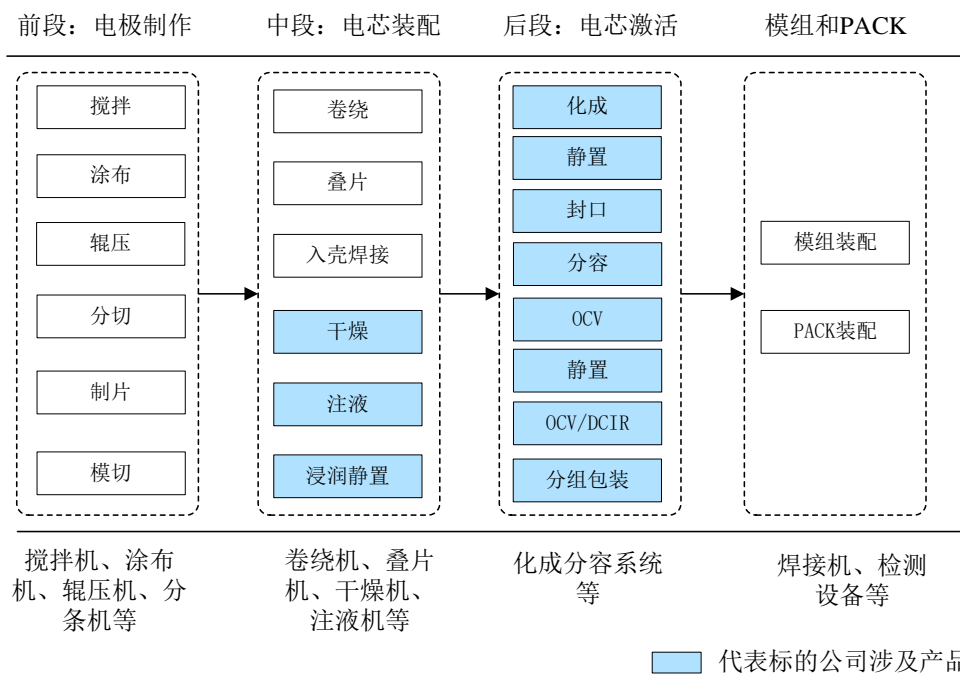 前段：电极制作
中段：电芯装配
后段：电芯激活
模组和PACK
搅拌
涂布
辊压
分切
制片
模切
卷绕
叠片
入壳焊接
干燥
注液
浸润静置
化成
静置
封口
分容
OCV
静置
OCV/DCIR
分组包装
模组装配
PACK装配
搅拌机、涂布
机、辊压机、分
条机等
卷绕机、叠片
机、干燥机、
注液机等
化成分容系统
等
焊接机、检测
设备等
代表标的公司涉及产品